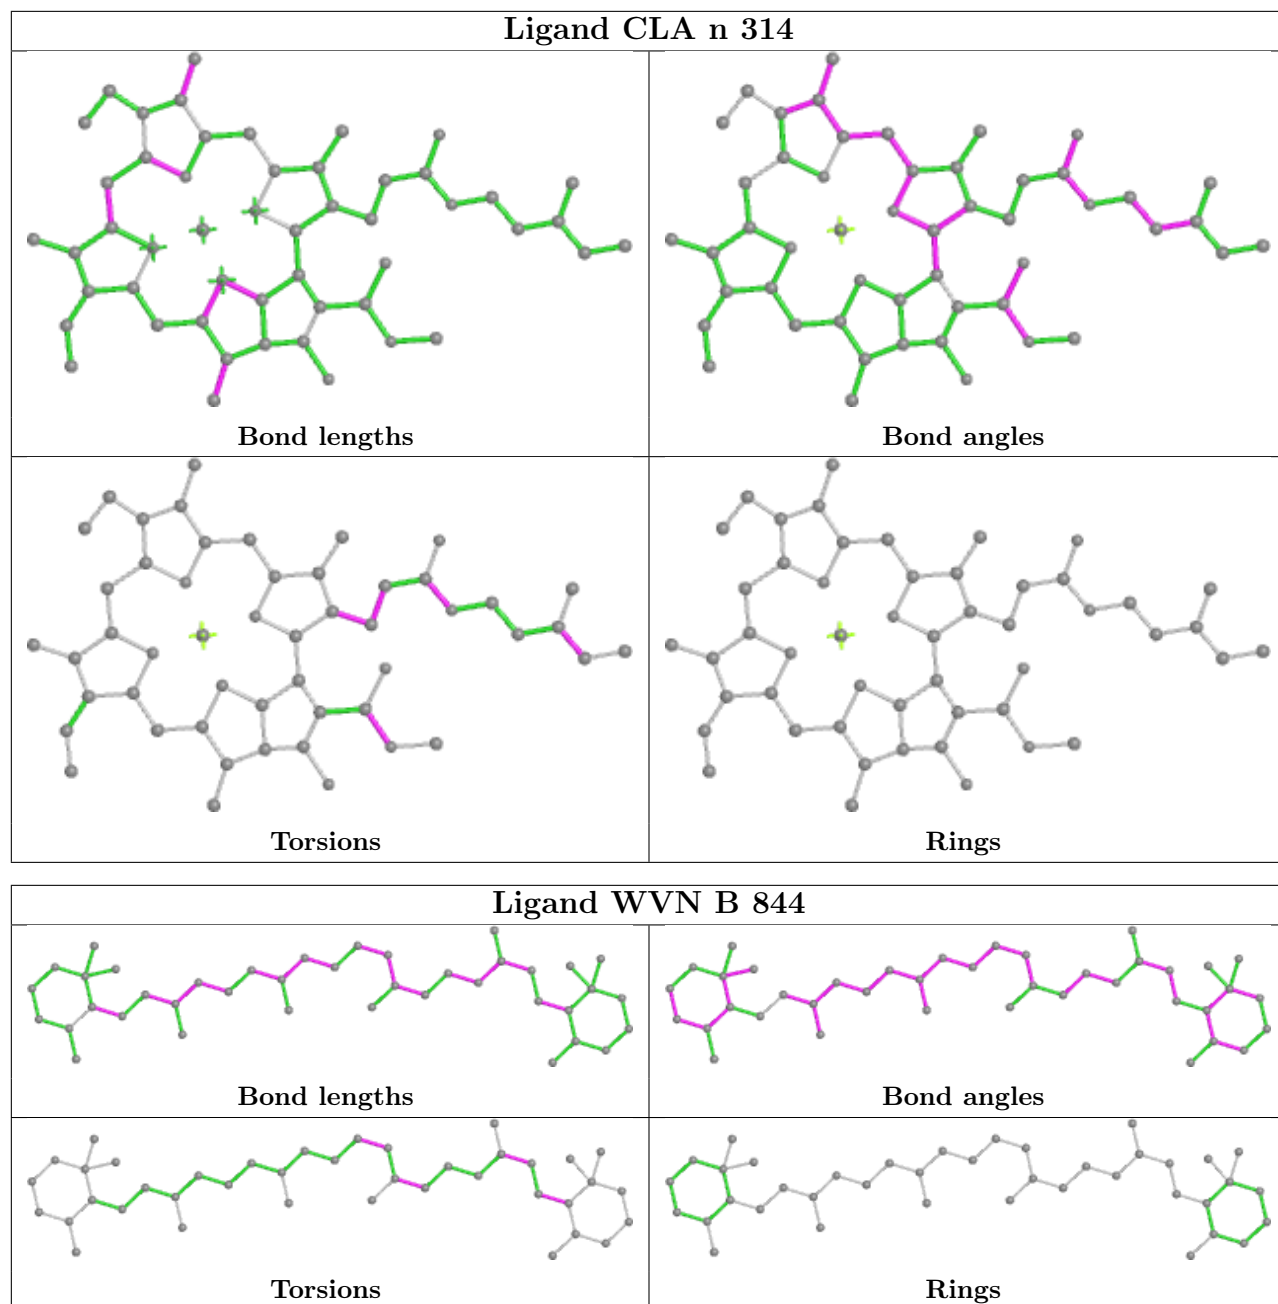 Ligand CLA n 314
Bond lengths
Bond angles
Torsions
Rings
Ligand WVN B 844
Bond lengths
Bond angles
Torsions
Rings